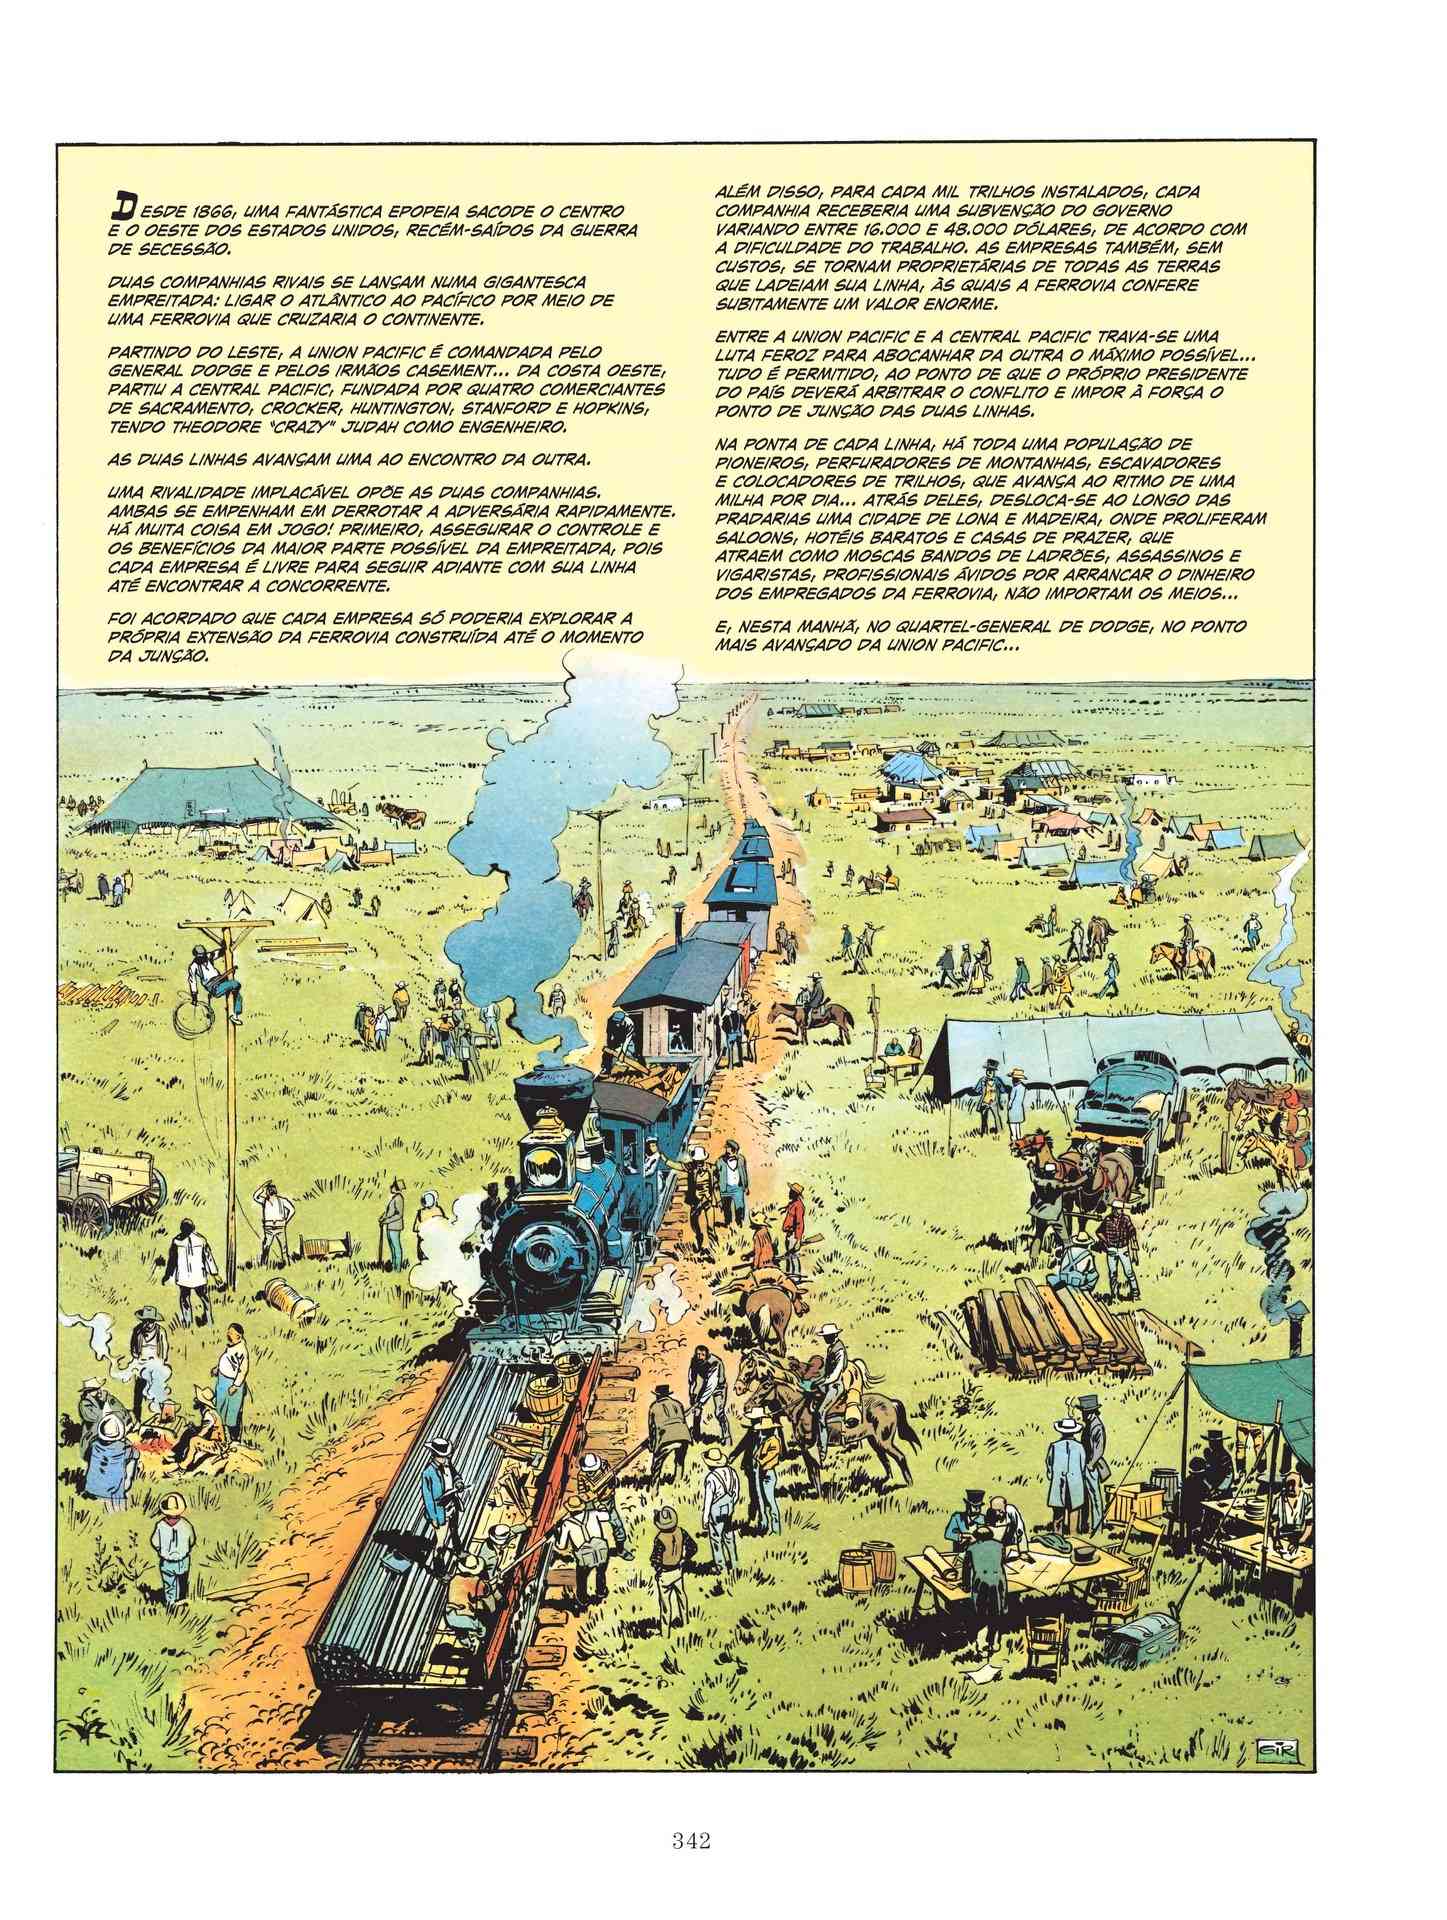 DESDE 1866, UMA FANTÁSTICA EPOPEIA SACODE O CENTRO
E O OESTE DOS ESTADOS UNIDOS, RECÉM-SAÍDOS DA GUERRA
DE SECESSÃO.
DUAS COMPANHIAS RIVAIS SE LANÇAM NUMA GIGANTESCA
EMPREITADA: LIGAR O ATLÂNTICO AO PACÍFICO POR MEIO DE
UMA FERROVIA QUE CRUZARIA O CONTINENTE.
PARTINDO DO LESTE, A UNION PACIFIC É COMANDADA PELO
GENERAL DODGE E PELOS IRMÃOS CASEMENT... DA COSTA OESTE,
PARTIU A CENTRAL PACIFIC, FUNDADA POR QUATRO COMERCIANTES
DE SACRAMENTO, CROCKER, HUNTINGTON, STANFORD E HOPKINS,
TENDO THEODORE "CRAZY" JUDAH COMO ENGENHEIRO.
AS DUAS LINHAS AVANÇAM UMA AO ENCONTRO DA OUTRA.
UMA RIVALIDADE IMPLACÁVEL OPÕE AS DUAS COMPANHIAS.
AMBAS SE EMPENHAM EM DERROTAR A ADVERSÁRIA RAPIDAMENTE.
HÁ MUITA COISA EM JOGO! PRIMEIRO, ASSEGURAR O CONTROLE E
OS BENEFÍCIOS DA MAIOR PARTE POSSÍVEL DA EMPREITADA, POIS
CADA EMPRESA É LIVRE PARA SEGUIR ADIANTE COM SUA LINHA
ATÉ ENCONTRAR A CONCORRENTE.
FOI ACORDADO QUE CADA EMPRESA SÓ PODERIA EXPLORAR A
PRÓPRIA EXTENSÃO DA FERROVIA CONSTRUÍDA ATÉ O MOMENTO
DA JUNÇÃO.
ALÉM DISSO, PARA CADA MIL TRILHOS INSTALADOS, CADA
COMPANHIA RECEBERIA UMA SUBVENÇÃO DO GOVERNO
VARIANDO ENTRE 16.000 E 48.000 DÓLARES, DE ACORDO COM
A DIFICULDADE DO TRABALHO. AS EMPRESAS TAMBÉM, SEM
CUSTOS, SE TORNAM PROPRIETÁRIAS DE TODAS AS TERRAS
QUE LADEIAM SUA LINHA, ÀS QUAIS A FERROVIA CONFERE
SUBITAMENTE UM VALOR ENORME.
ENTRE A UNION PACIFIC E A CENTRAL PACIFIC TRAVA-SE UMA
LUTA FEROZ PARA ABOCANHAR DA OUTRA O MÁXIMO POSSÍVEL...
TUDO É PERMITIDO, AO PONTO DE QUE O PRÓPRIO PRESIDENTE
DO PAÍS DEVERÁ ARBITRAR O CONFLITO E IMPOR À FORÇA O
PONTO DE JUNÇÃO DAS DUAS LINHAS.
NA PONTA DE CADA LINHA, HÁ TODA UMA POPULAÇÃO DE
PIONEIROS, PERFURADORES DE MONTANHAS, ESCAVADORES
E COLOCADORES DE TRILHOS, QUE AVANÇA AO RITMO DE UMA
MILHA POR DIA... ATRÁS DELES, DESLOCA-SE AO LONGO DAS
PRADARIAS UMA CIDADE DE LONA E MADEIRA, ONDE PROLIFERAM
SALOONS, HOTÉIS BARATOS E CASAS DE PRAZER, QUE
ATRAEM COMO MOSCAS BANDOS DE LADRÕES, ASSASSINOS E
VIGARISTAS, PROFISSIONAIS ÁVIDOS POR ARRANCAR O DINHEIRO
DOS EMPREGADOS DA FERROVIA, NÃO IMPORTAM OS MEIOS...
E, NESTA MANHÃ, NO QUARTEL-GENERAL DE DODGE, NO PONTO
MAIS AVANÇADO DA UNION PACIFIC...
GIR
342